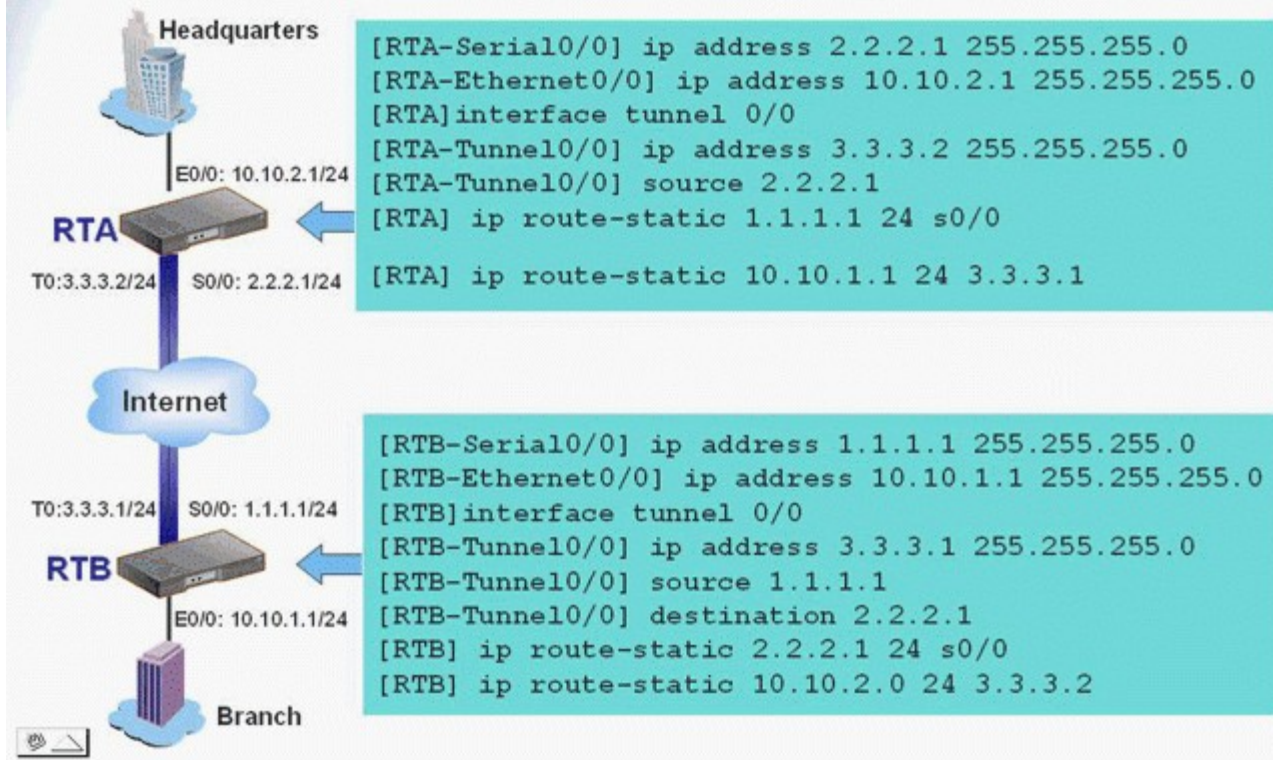 Headquarters
[RTA-Serial0/0] ip address 2.2.2.1 255.255.255.0
[RTA-Ethernet0/0] ip address 10.10.2.1 255.255.255.0
[RTA]interface tunnel 0/0
[RTA-Tunnel0/0] ip address 3.3.3.2 255.255.255.0
[RTA-Tunnel0/0] source 2.2.2.1
[RTA] ip route-static 1.1.1.1 24 s0/0
[RTA] ip route-static 10.10.1.1 24 3.3.3.1
E0/0: 10.10.2.1/24
RTA
T0:3.3.3.2/24
S0/0: 2.2.2.1/24
Internet
[RTB-Serial0/0] ip address 1.1.1.1 255.255.255.0
[RTB-Ethernet0/0] ip address 10.10.1.1 255.255.255.0
[RTB]interface tunnel 0/0
[RTB-Tunnel0/0] ip address 3.3.3.1 255.255.255.0
[RTB-Tunnel0/0] source 1.1.1.1
[RTB-Tunnel0/0] destination 2.2.2.1
[RTB] ip route-static 2.2.2.1 24 s0/0
[RTB] ip route-static 10.10.2.0 24 3.3.3.2
T0:3.3.3.1/24
S0/0: 1.1.1.1/24
RTB
E0/0: 10.10.1.1/24
Branch